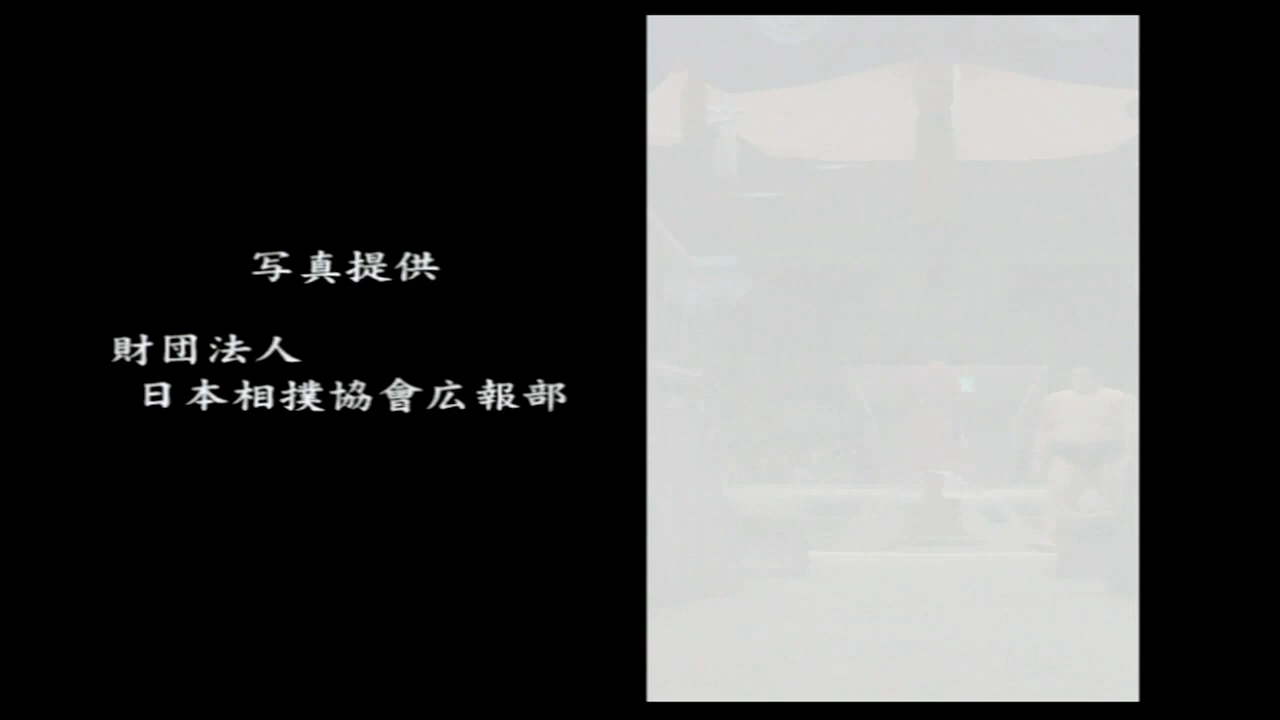 写真提供
財団法人
日本相撲協會広報部